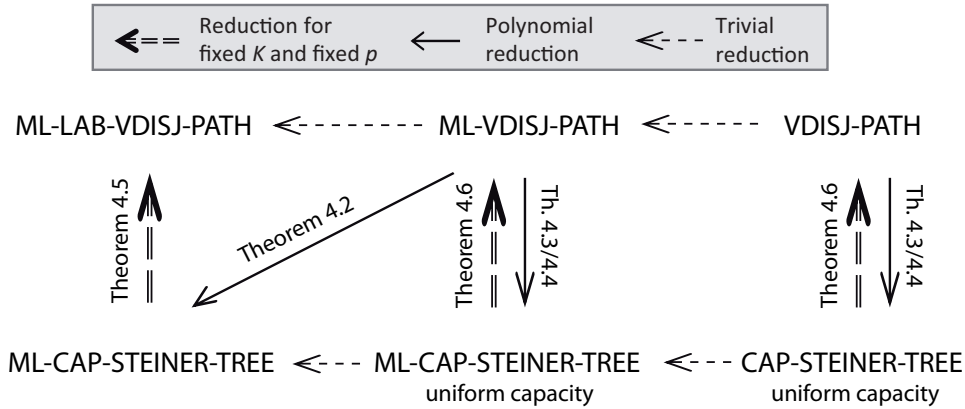 Reduction for
fixed K and fixed p
Polynomial
reduction
Trivial
reduction
ML-LAB-VDISJ-PATH
ML-VDISJ-PATH
VDISJ-PATH
Theorem 4.5
Theorem 4.2
Theorem 4.6
Th. 4.3/4.4
Theorem 4.6
Th. 4.3/4.4
ML-CAP-STEINER-TREE
ML-CAP-STEINER-TREE
uniform capacity
CAP-STEINER-TREE
uniform capacity